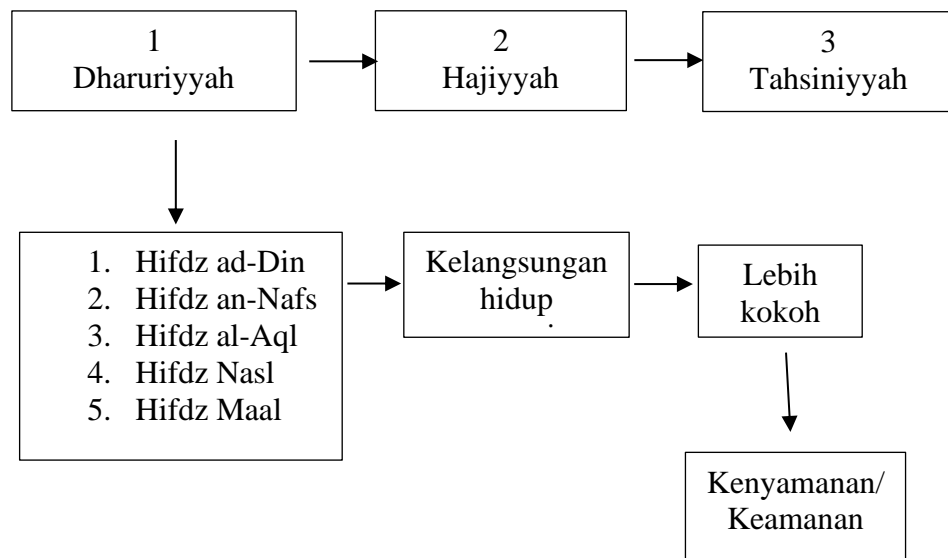 1
Dharuriyyah
2
Hajiyyah
3
Tahsiniyyah
1. Hifdz ad-Din
2. Hifdz an-Nafs
3. Hifdz al-Aql
4. Hifdz Nasl
5. Hifdz Maal
Kelangsungan
hidup
.
Lebih
kokoh
Kenyamanan/
Keamanan